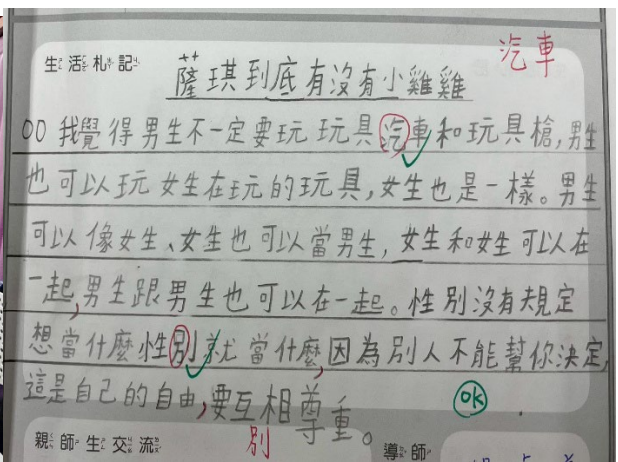 生活札記
汽車
薩琪到底有沒有小雞雞
00 我覺得男生不一定要玩玩具汽車和玩具槍,男生
也可以玩女生在玩的玩具,女生也是一樣。男生
可以像女生、女生也可以當男生,女生和女生可以在
一起,男生跟男生也可以在一起。性別沒有規定
想當什麼性別就當什麼,因為別人不能幫你決定,
這是自己的自由,要互相尊重。
OK
別
親師生交流
導師